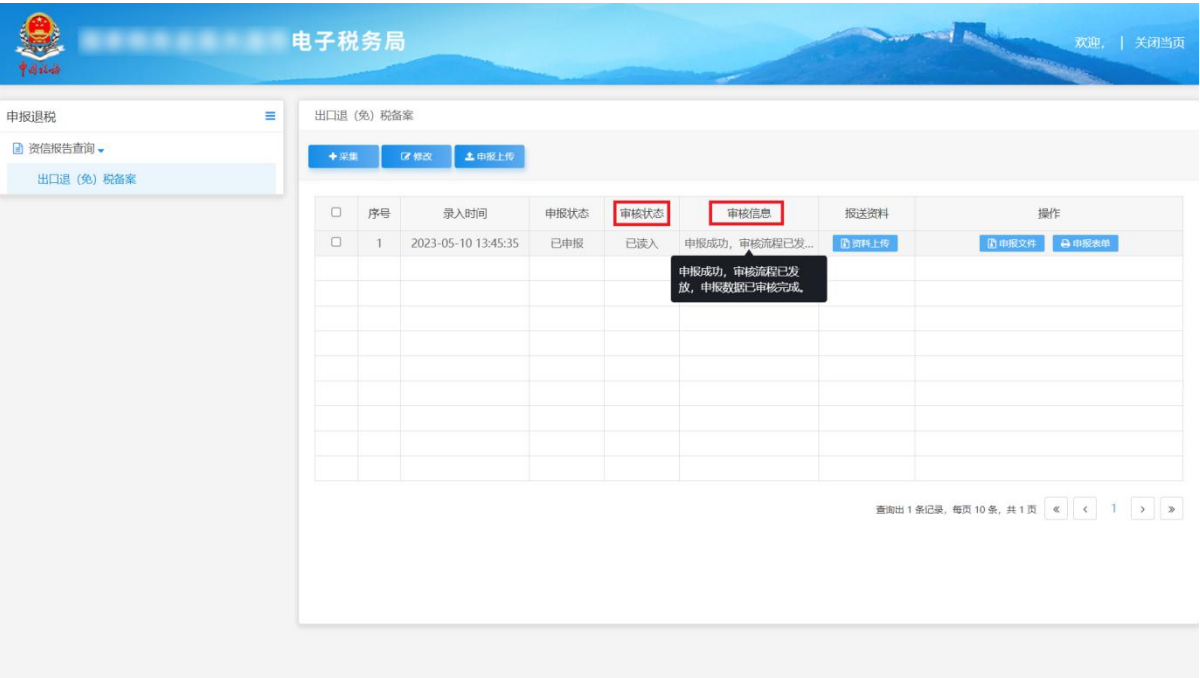 电子税务局
欢迎, | 关闭当页
中国税务
申报退税
资信报告查询
出口退（免）税备案
出口退（免）税备案
采集 修改 申报上传
序号 录入时间 申报状态 审核状态 审核信息 报送资料 操作
1 2023-05-10 13:45:35 已申报 已读入 申报成功，审核流程已发... 资料上传 申报文件 申报表单
申报成功，审核流程已发
放，申报数据已审核完成。
查询出 1 条记录, 每页 10 条, 共 1 页 « ‹ 1 › »